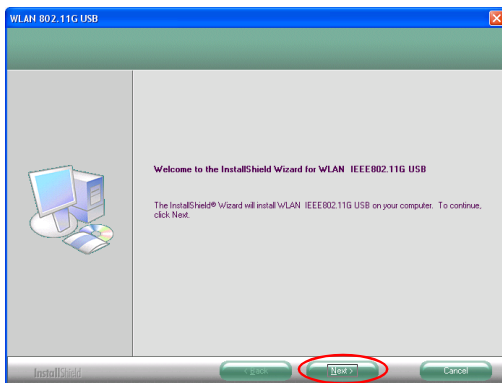 WLAN 802.11G USB
Welcome to the InstallShield Wizard for WLAN IEEE802.11G USB
The InstallShield® Wizard will install WLAN IEEE802.11G USB on your computer. To continue,
click Next.
InstallShield
< Back
Next >
Cancel